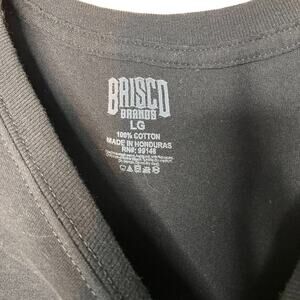 BRISCO
BRANDS
LG
100% COTTON
MADE IN HONDURAS
RN#: 99146